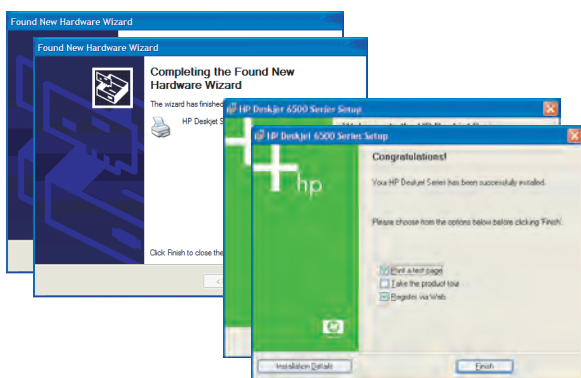 Found New Hardware Wizard
Found New Hardware Wizard
Completing the Found New
Hardware Wizard
The wizard has finished
HP Deskjet S
Click Finish to close the
<
HP Deskjet 6500 Series Setup
HP Deskjet 6500 Series Setup
Congratulations!
Your HP Deskjet Series has been successfully installed.
Please choose from the options below before clicking 'Finish'.
Print a test page
Take the product tour
Register via Web
hp
Installation Details
Finish